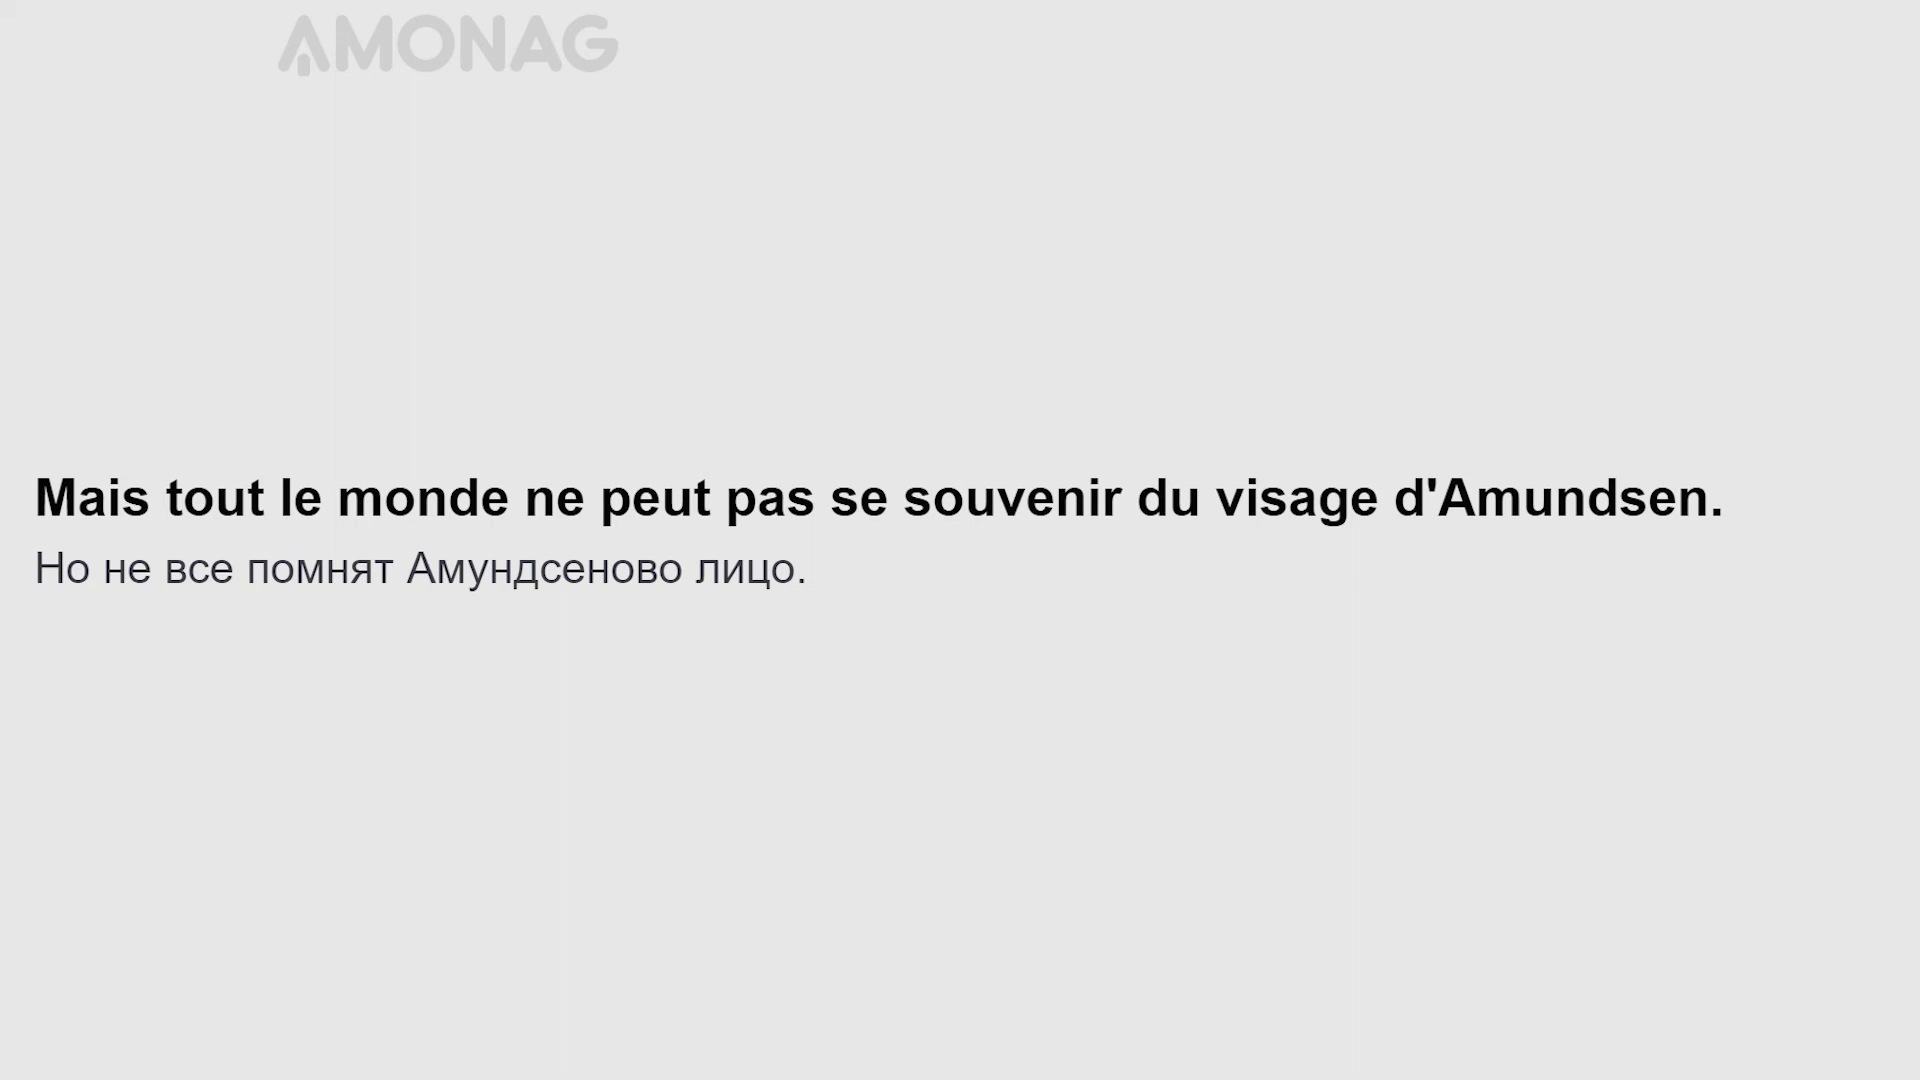 AMONAG
Mais tout le monde ne peut pas se souvenir du visage d'Amundsen.
Но не все помнят Амундсеново лицо.